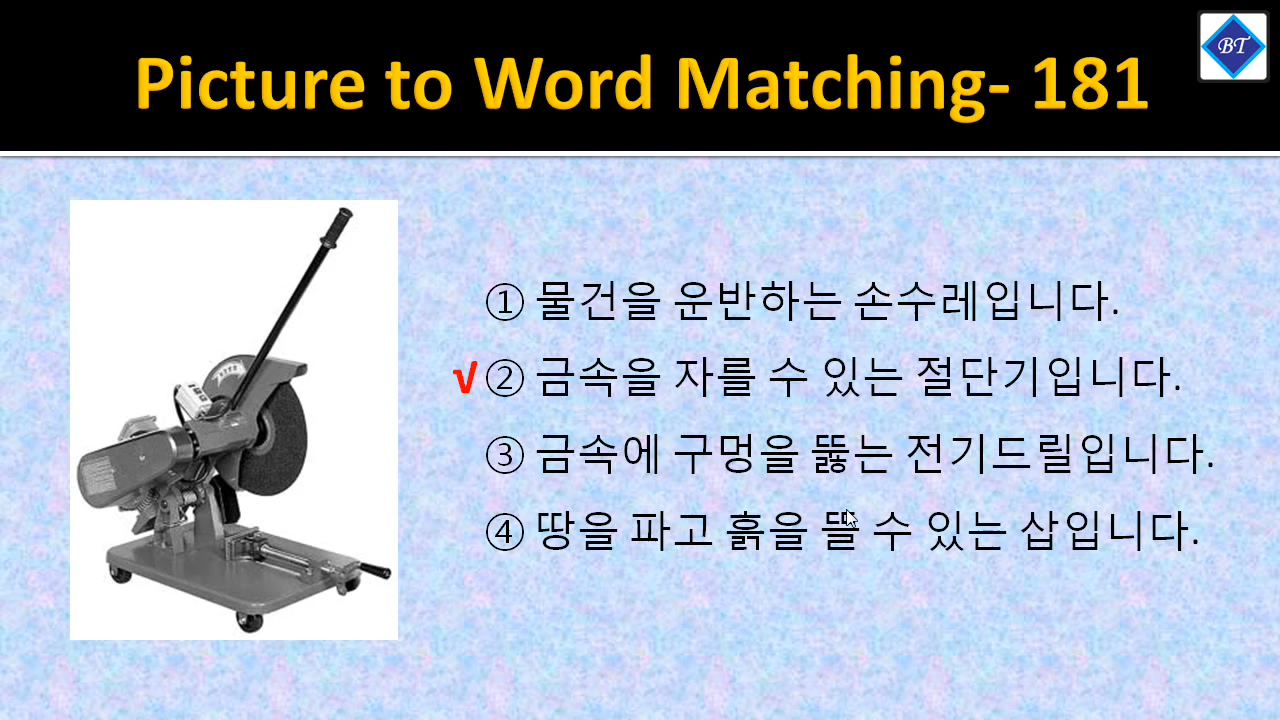 Picture to Word Matching- 181
BT
① 물건을 운반하는 손수레입니다.
√ ② 금속을 자를 수 있는 절단기입니다.
③ 금속에 구멍을 뚫는 전기드릴입니다.
④ 땅을 파고 흙을 뜰 수 있는 삽입니다.